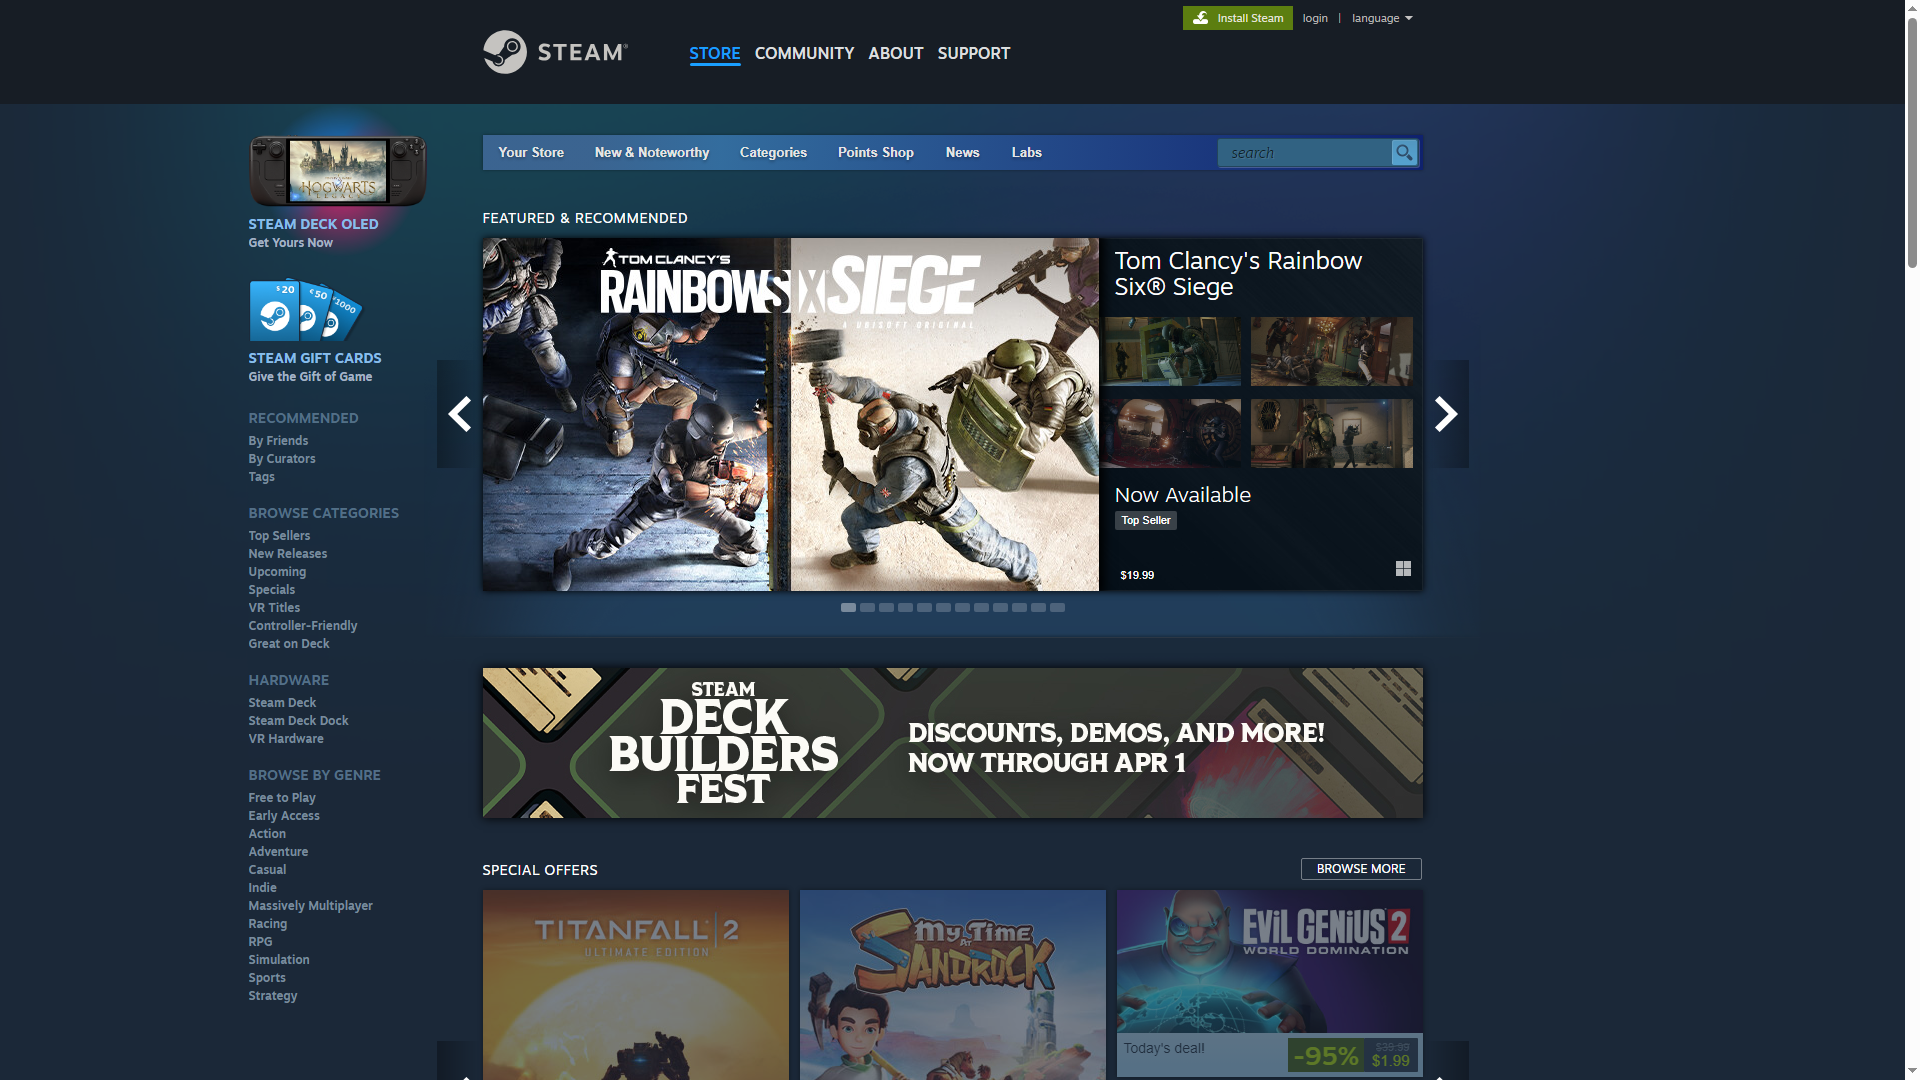 Install Steam
login | language
STEAM®
STORE COMMUNITY ABOUT SUPPORT
HOGWARTS
LEGACY
STEAM DECK OLED
Get Yours Now
$20 €50 ¥1000
STEAM GIFT CARDS
Give the Gift of Game
RECOMMENDED
By Friends
By Curators
Tags
BROWSE CATEGORIES
Top Sellers
New Releases
Upcoming
Specials
VR Titles
Controller-Friendly
Great on Deck
HARDWARE
Steam Deck
Steam Deck Dock
VR Hardware
BROWSE BY GENRE
Free to Play
Early Access
Action
Adventure
Casual
Indie
Massively Multiplayer
Racing
RPG
Simulation
Sports
Strategy
Your Store New & Noteworthy Categories Points Shop News Labs search
FEATURED & RECOMMENDED
TOM CLANCY'S
RAINBOW SIX SIEGE
A UBISOFT ORIGINAL
Tom Clancy's Rainbow
Six® Siege
Now Available
Top Seller
$19.99
STEAM
DECK
BUILDERS
FEST
DISCOUNTS, DEMOS, AND MORE!
NOW THROUGH APR 1
SPECIAL OFFERS
BROWSE MORE
TITANFALL 2
ULTIMATE EDITION
My Time
AT
SANDROCK
EVIL GENIUS 2
WORLD DOMINATION
Today's deal!
-95%
$39.99
$1.99